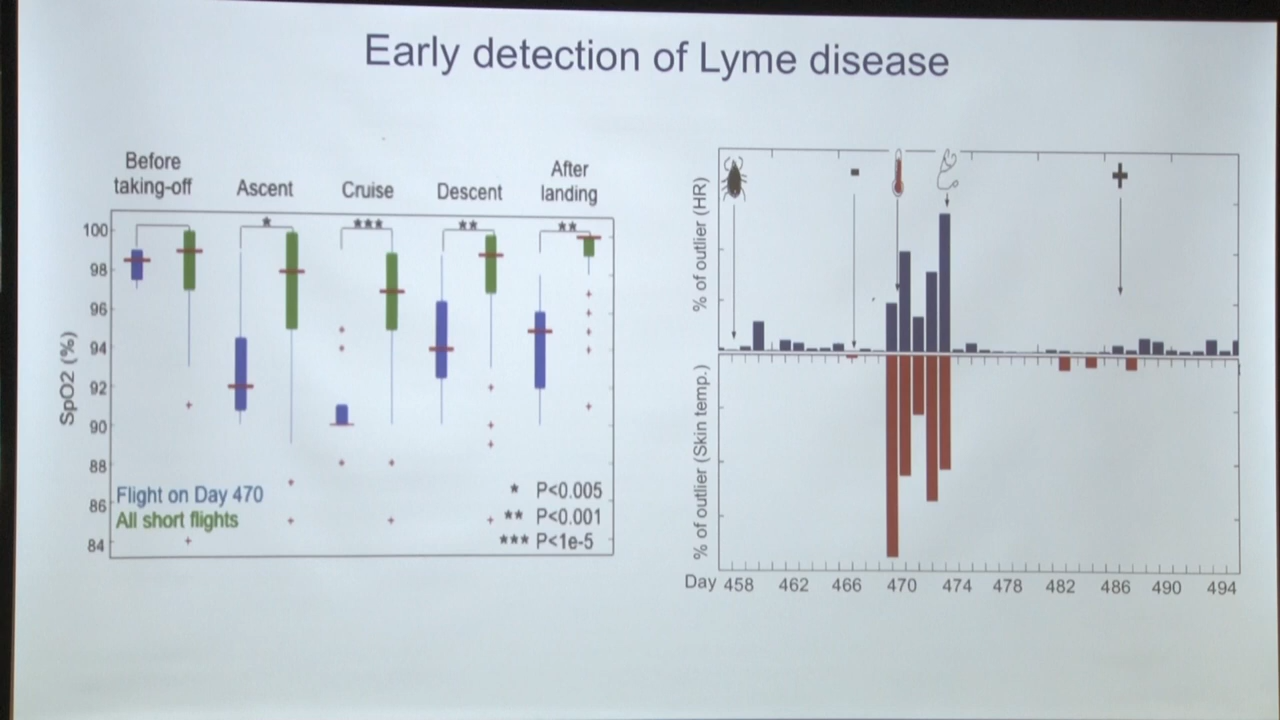 Early detection of Lyme disease
Before
taking-off
Ascent
Cruise
Descent
After
landing
SpO2 (%)
100
98
96
94
92
90
88
86
84
*
***
**
**
Flight on Day 470
All short flights
* P<0.005
** P<0.001
*** P<1e-5
% of outlier (HR)
% of outlier (Skin temp.)
-
+
Day 458 462 466 470 474 478 482 486 490 494